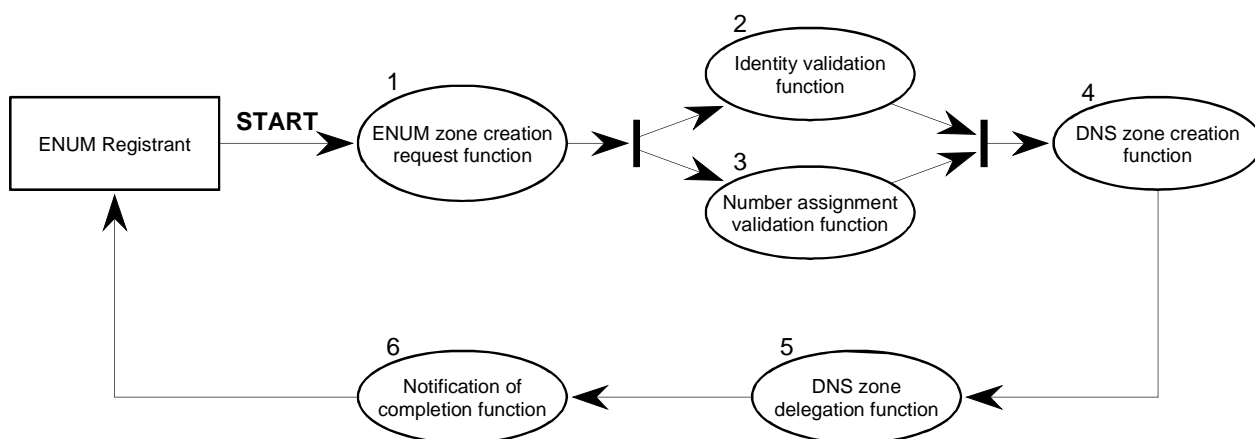 ENUM Registrant
START
1
ENUM zone creation
request function
2
Identity validation
function
3
Number assignment
validation function
4
DNS zone creation
function
5
DNS zone
delegation function
6
Notification of
completion function